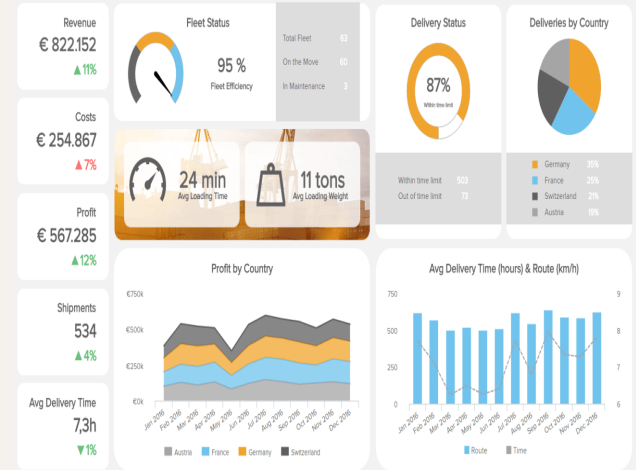 Revenue
€ 822.152
▲11%
Costs
€ 254.867
▲7%
Profit
€ 567.285
▲12%
Shipments
534
▲4%
Avg Delivery Time
7,3h
▼1%
Fleet Status
95 %
Fleet Efficiency
Total Fleet 63
On the Move 60
In Maintenance 3
24 min
Avg Loading Time
11 tons
Avg Loading Weight
Delivery Status
87%
Within time limit
Within time limit 503
Out of time limit 73
Deliveries by Country
Germany 35%
France 25%
Switzerland 21%
Austria 19%
Profit by Country
€750k
€500k
€250k
€0k
Jan 2016 Feb 2016 Mar 2016 Apr 2016 May 2016 Jun 2016 Jul 2016 Aug 2016 Sep 2016 Oct 2016 Nov 2016 Dec 2016
Austria France Germany Switzerland
Avg Delivery Time (hours) & Route (km/h)
750 9
500 8
250 7
0 6
Jan 2016 Feb 2016 Mar 2016 Apr 2016 May 2016 Jun 2016 Jul 2016 Aug 2016 Sep 2016 Oct 2016 Nov 2016 Dec 2016
Route Time